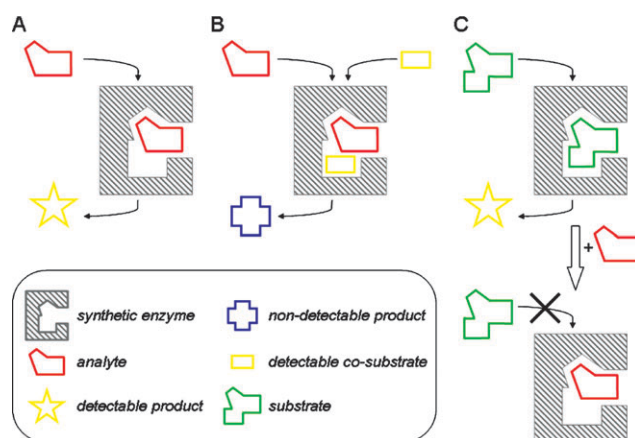 A
B
C
+
synthetic enzyme
non-detectable product
analyte
detectable co-substrate
detectable product
substrate